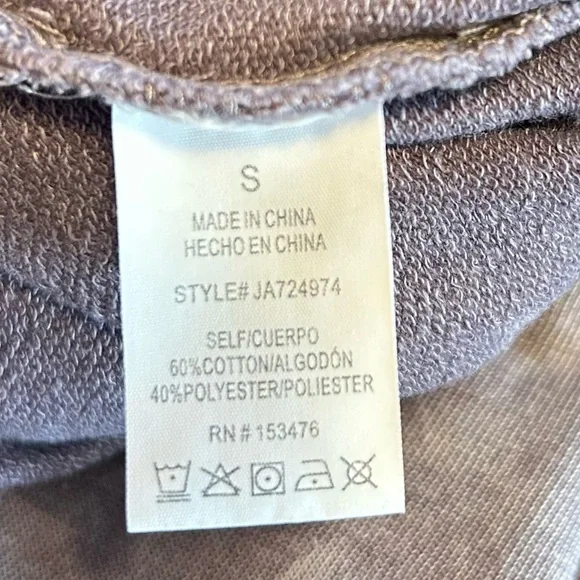 S
MADE IN CHINA
HECHO EN CHINA
STYLE# JA724974
SELF/CUERPO
60%COTTON/ALGODÓN
40%POLYESTER/POLIESTER
RN # 153476